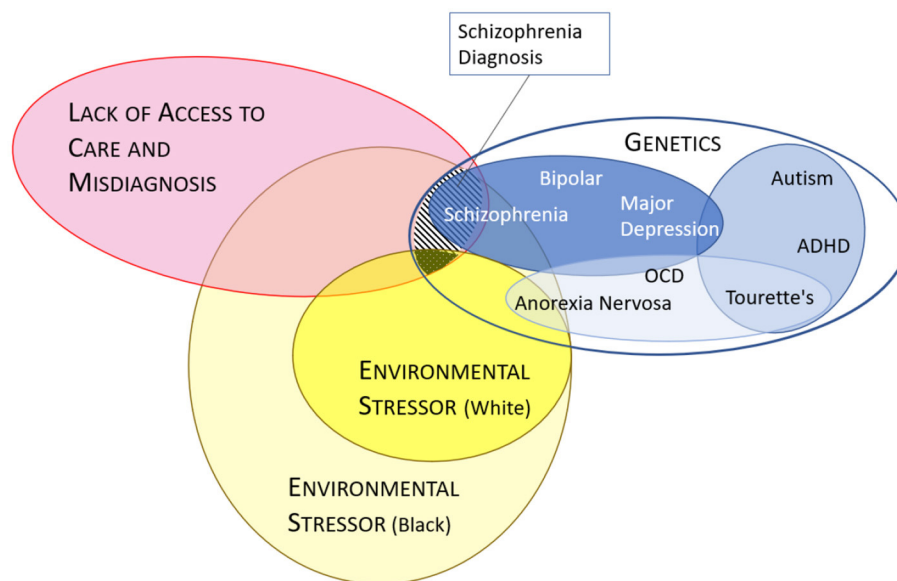 Schizophrenia
Diagnosis
LACK OF ACCESS TO
CARE AND
MISDIAGNOSIS
GENETICS
Bipolar
Autism
Schizophrenia
Major
Depression
ADHD
OCD
Anorexia Nervosa
Tourette's
ENVIRONMENTAL
STRESSOR (White)
ENVIRONMENTAL
STRESSOR (Black)